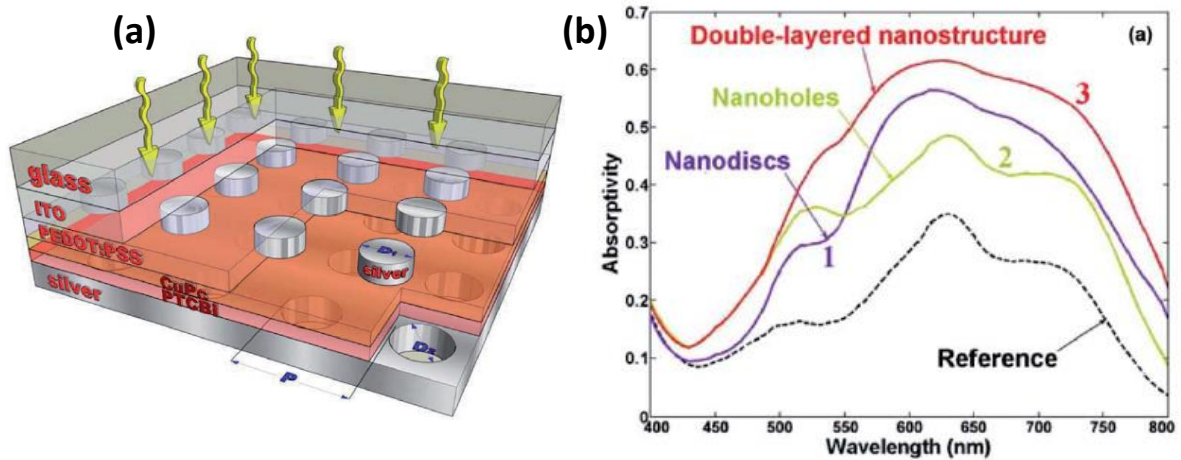 (a)
glass
ITO
PEDOT:PSS
CuPc
PTCBI
silver
D₁
silver
D₂
P
(b)
0.7
0.6
0.5
0.4
0.3
0.2
0.1
0
Absorptivity
(a)
Double-layered nanostructure
3
Nanoholes
2
Nanodiscs
1
Reference
400 450 500 550 600 650 700 750 800
Wavelength (nm)